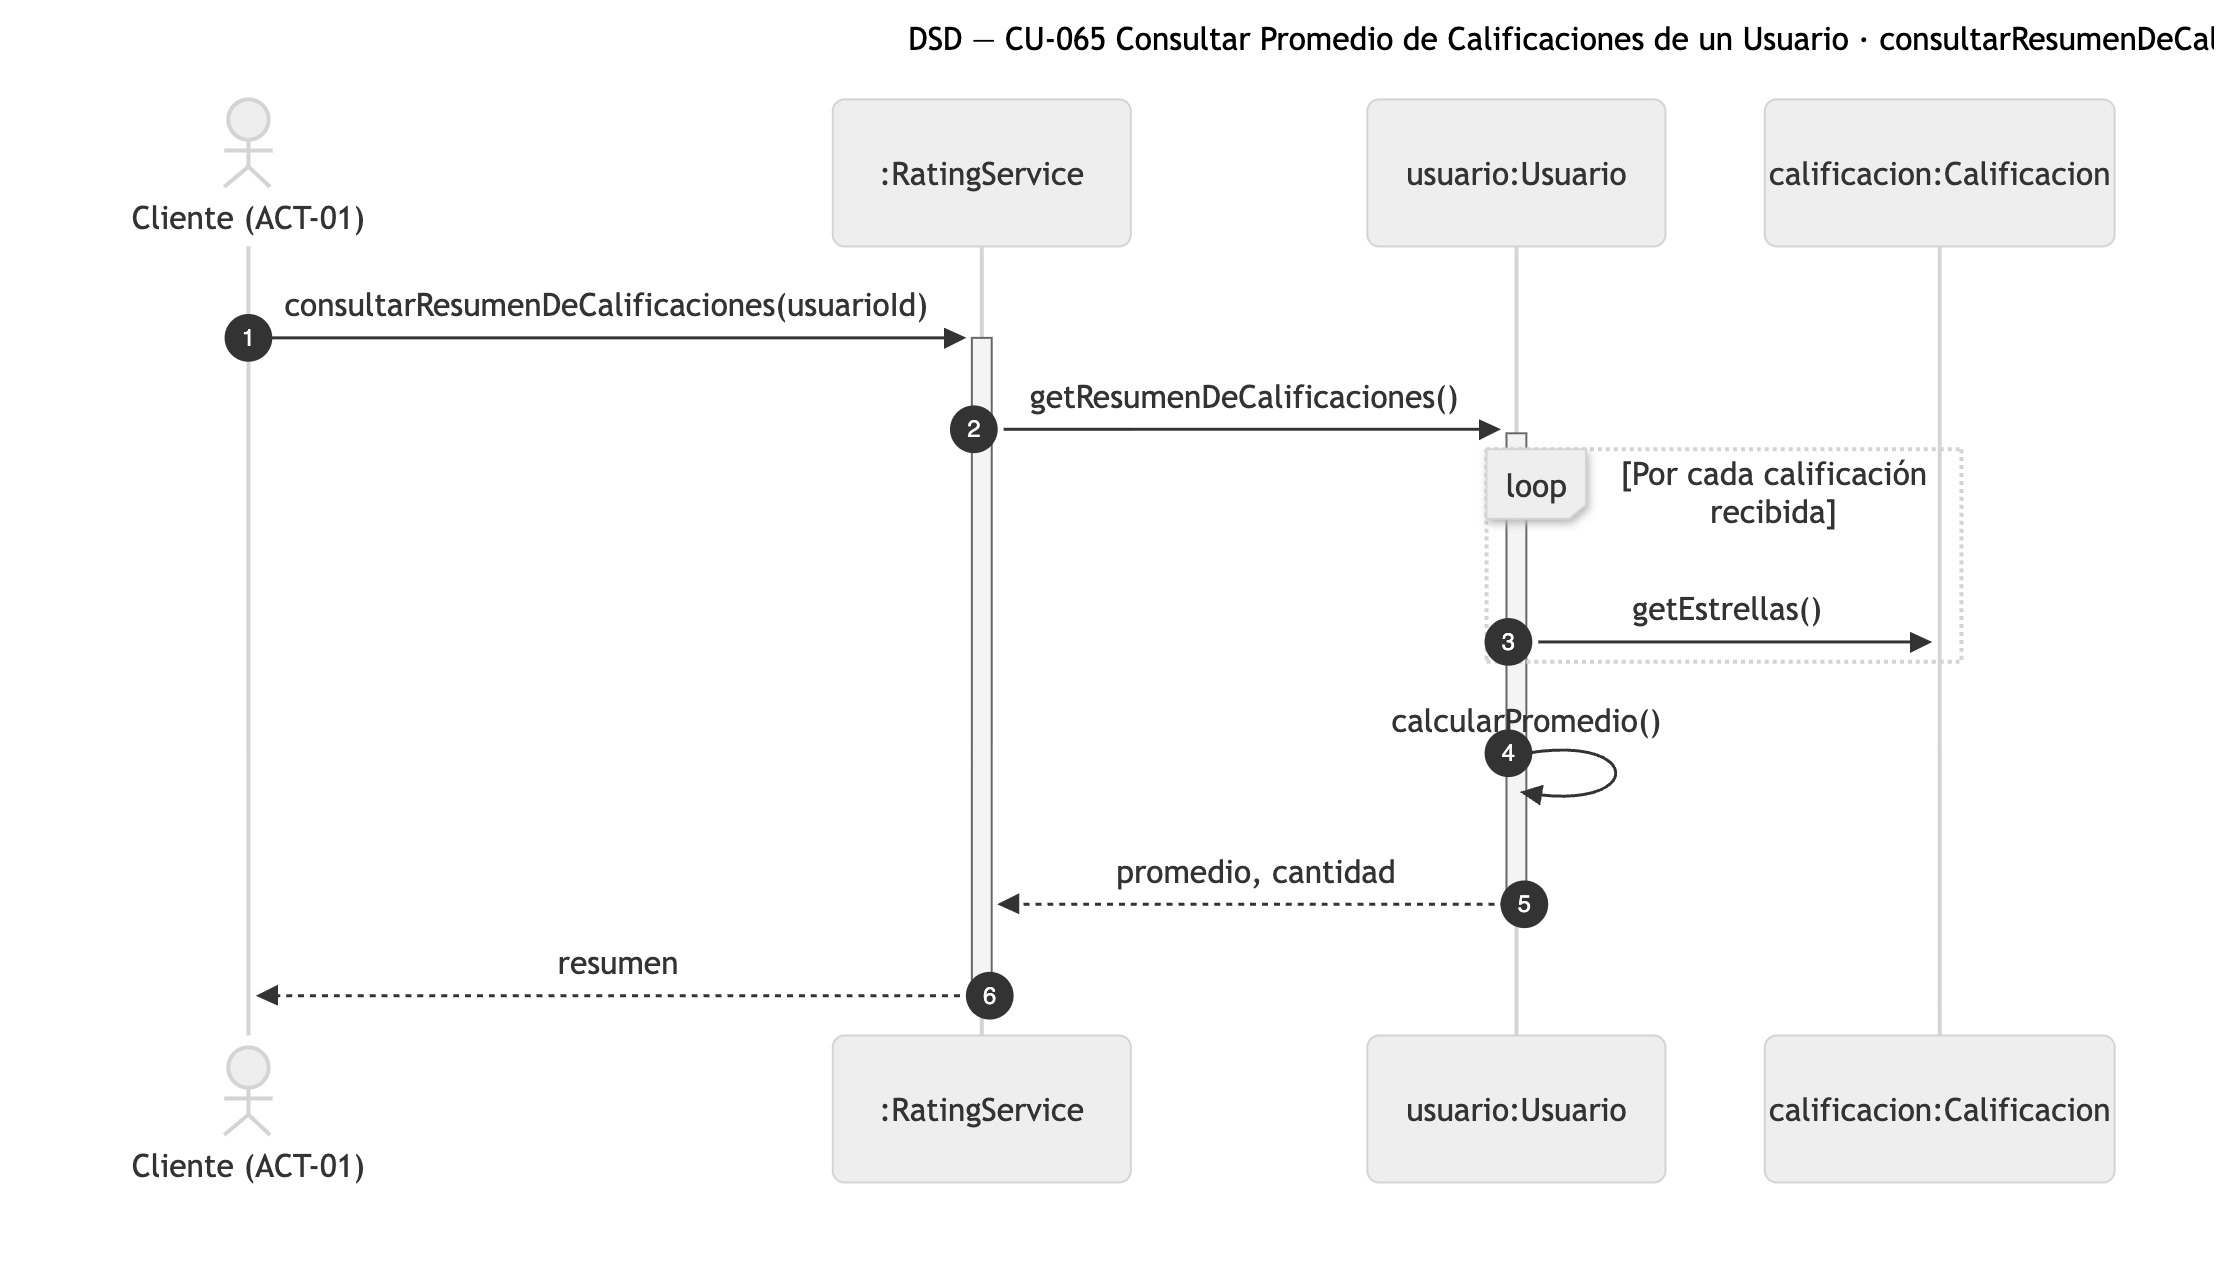 DSD — CU-065 Consultar Promedio de Calificaciones de un Usuario · consultarResumenDeCal
Cliente (ACT-01)
:RatingService
usuario:Usuario
calificacion:Calificacion
consultarResumenDeCalificaciones(usuarioId)
1
getResumenDeCalificaciones()
2
loop
[Por cada calificación
recibida]
getEstrellas()
3
calcularPromedio()
4
promedio, cantidad
5
resumen
6
Cliente (ACT-01)
:RatingService
usuario:Usuario
calificacion:Calificacion